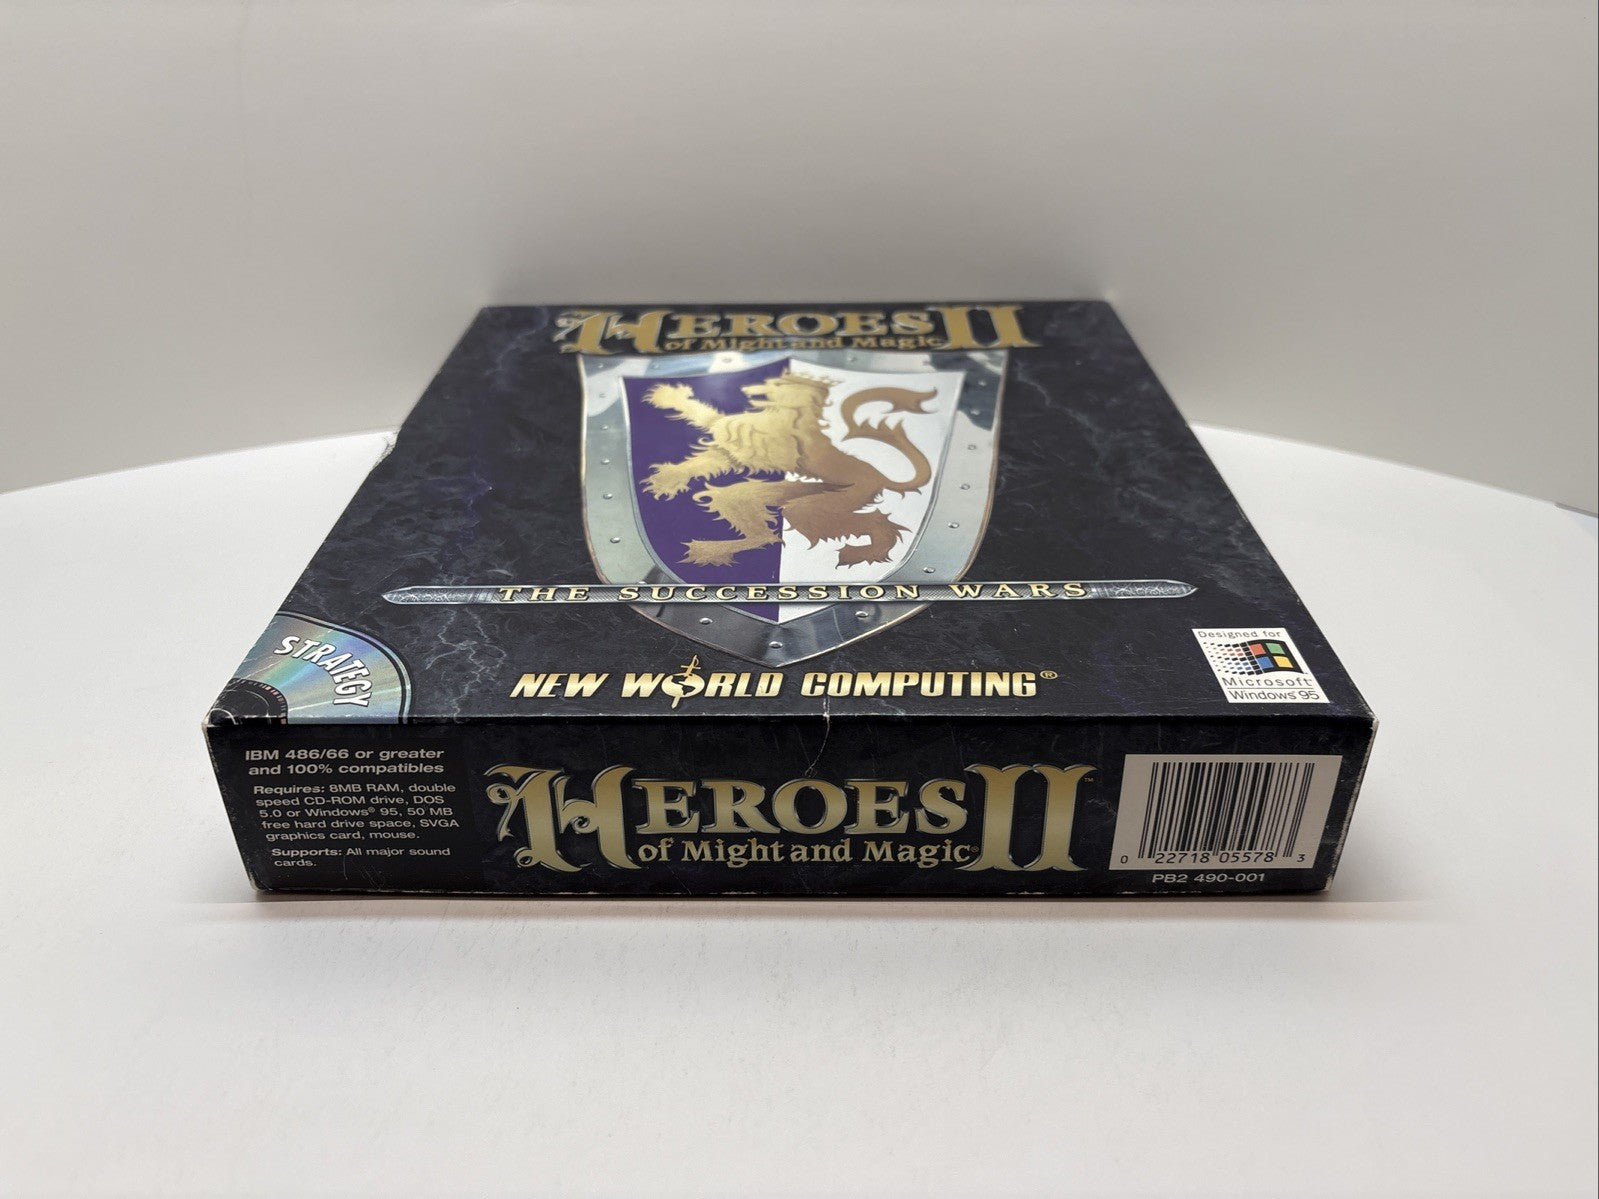 HEROES II
of Might and Magic
THE SUCCESSION WARS
STRATEGY
NEW WORLD COMPUTING®
Designed for
Microsoft
Windows 95
IBM 486/66 or greater
and 100% compatibles
Requires: 8MB RAM, double
speed CD-ROM drive, DOS
5.0 or Windows® 95, 50 MB
free hard drive space, SVGA
graphics card, mouse.
Supports: All major sound
cards.
HEROES II™
of Might and Magic®
0 22718 05578 3
PB2 490-001